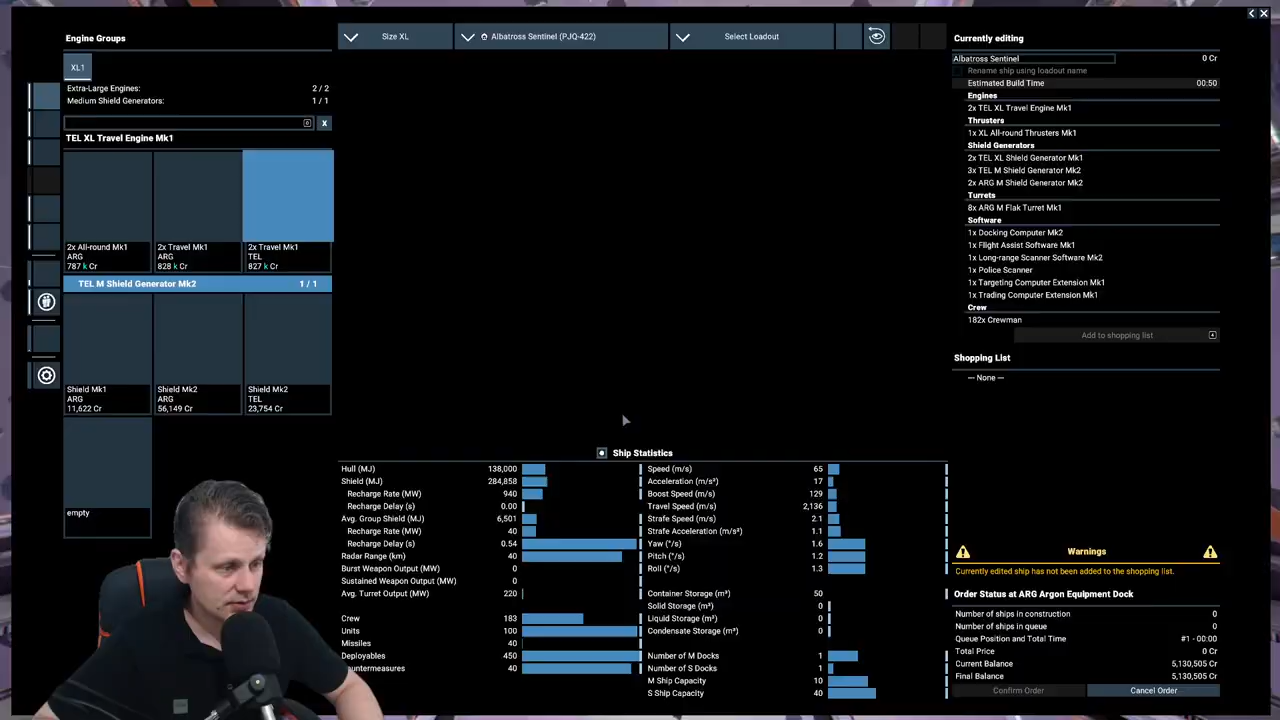 Engine Groups
XL1
Extra-Large Engines: 2 / 2
Medium Shield Generators: 1 / 1
X
TEL XL Travel Engine Mk1
2x All-round Mk1
ARG
787 k Cr
2x Travel Mk1
ARG
828 k Cr
2x Travel Mk1
TEL
827 k Cr
TEL M Shield Generator Mk2 1 / 1
Shield Mk1
ARG
11,622 Cr
Shield Mk2
ARG
56,149 Cr
Shield Mk2
TEL
23,754 Cr
empty
Size XL
Albatross Sentinel (PJQ-422)
Select Loadout
Ship Statistics
Hull (MJ) 138,000
Shield (MJ) 284,858
Recharge Rate (MW) 940
Recharge Delay (s) 0.00
Avg. Group Shield (MJ) 6,501
Recharge Rate (MW) 40
Recharge Delay (s) 0.54
Radar Range (km) 40
Burst Weapon Output (MW) 0
Sustained Weapon Output (MW) 0
Avg. Turret Output (MW) 220
Crew 183
Units 100
Missiles 40
Deployables 450
ountermeasures 40
Speed (m/s) 65
Acceleration (m/s²) 17
Boost Speed (m/s) 129
Travel Speed (m/s) 2,136
Strafe Speed (m/s) 2.1
Strafe Acceleration (m/s²) 1.1
Yaw (°/s) 1.6
Pitch (°/s) 1.2
Roll (°/s) 1.3
Container Storage (m³) 50
Solid Storage (m³) 0
Liquid Storage (m³) 0
Condensate Storage (m³) 0
Number of M Docks 1
Number of S Docks 1
M Ship Capacity 10
S Ship Capacity 40
Currently editing
Albatross Sentinel 0 Cr
Rename ship using loadout name
Estimated Build Time 00:50
Engines
2x TEL XL Travel Engine Mk1
Thrusters
1x XL All-round Thrusters Mk1
Shield Generators
2x TEL XL Shield Generator Mk1
3x TEL M Shield Generator Mk2
2x ARG M Shield Generator Mk2
Turrets
8x ARG M Flak Turret Mk1
Software
1x Docking Computer Mk2
1x Flight Assist Software Mk1
1x Long-range Scanner Software Mk2
1x Police Scanner
1x Targeting Computer Extension Mk1
1x Trading Computer Extension Mk1
Crew
182x Crewman
Add to shopping list
Shopping List
— None —
Warnings
Currently edited ship has not been added to the shopping list.
Order Status at ARG Argon Equipment Dock
Number of ships in construction 0
Number of ships in queue 0
Queue Position and Total Time #1 - 00:00
Total Price 0 Cr
Current Balance 5,130,505 Cr
Final Balance 5,130,505 Cr
Confirm Order
Cancel Order